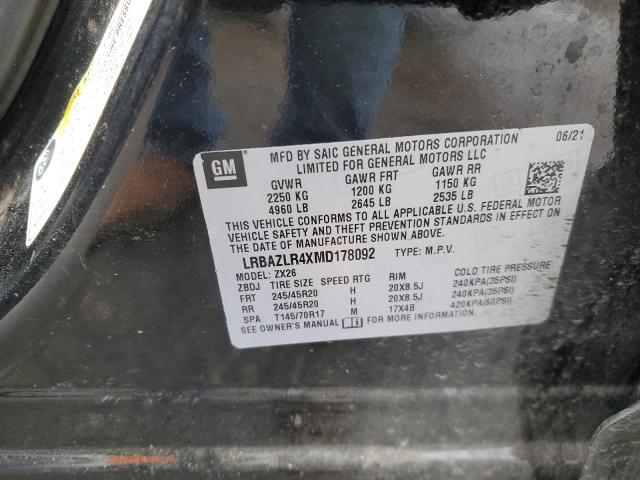 GM
MFD BY SAIC GENERAL MOTORS CORPORATION 06/21
LIMITED FOR GENERAL MOTORS LLC
GVWR GAWR FRT GAWR RR
2250 KG 1200 KG 1150 KG
4960 LB 2645 LB 2535 LB
THIS VEHICLE CONFORMS TO ALL APPLICABLE U.S. FEDERAL MOTOR
VEHICLE SAFETY AND THEFT PREVENTION STANDARDS IN EFFECT ON
THE DATE OF MANUFACTURE SHOWN ABOVE.
LRBAZLR4XMD178092 TYPE: M.P.V.
MODEL: ZX26
ZBDJ TIRE SIZE SPEED RTG RIM COLD TIRE PRESSURE
FRT 245/45R20 H 20X8.5J 240KPA(35PSI)
RR 245/45R20 H 20X8.5J 240KPA(35PSI)
SPA T145/70R17 M 17X4B 420KPA(60PSI)
SEE OWNER'S MANUAL FOR MORE INFORMATION.